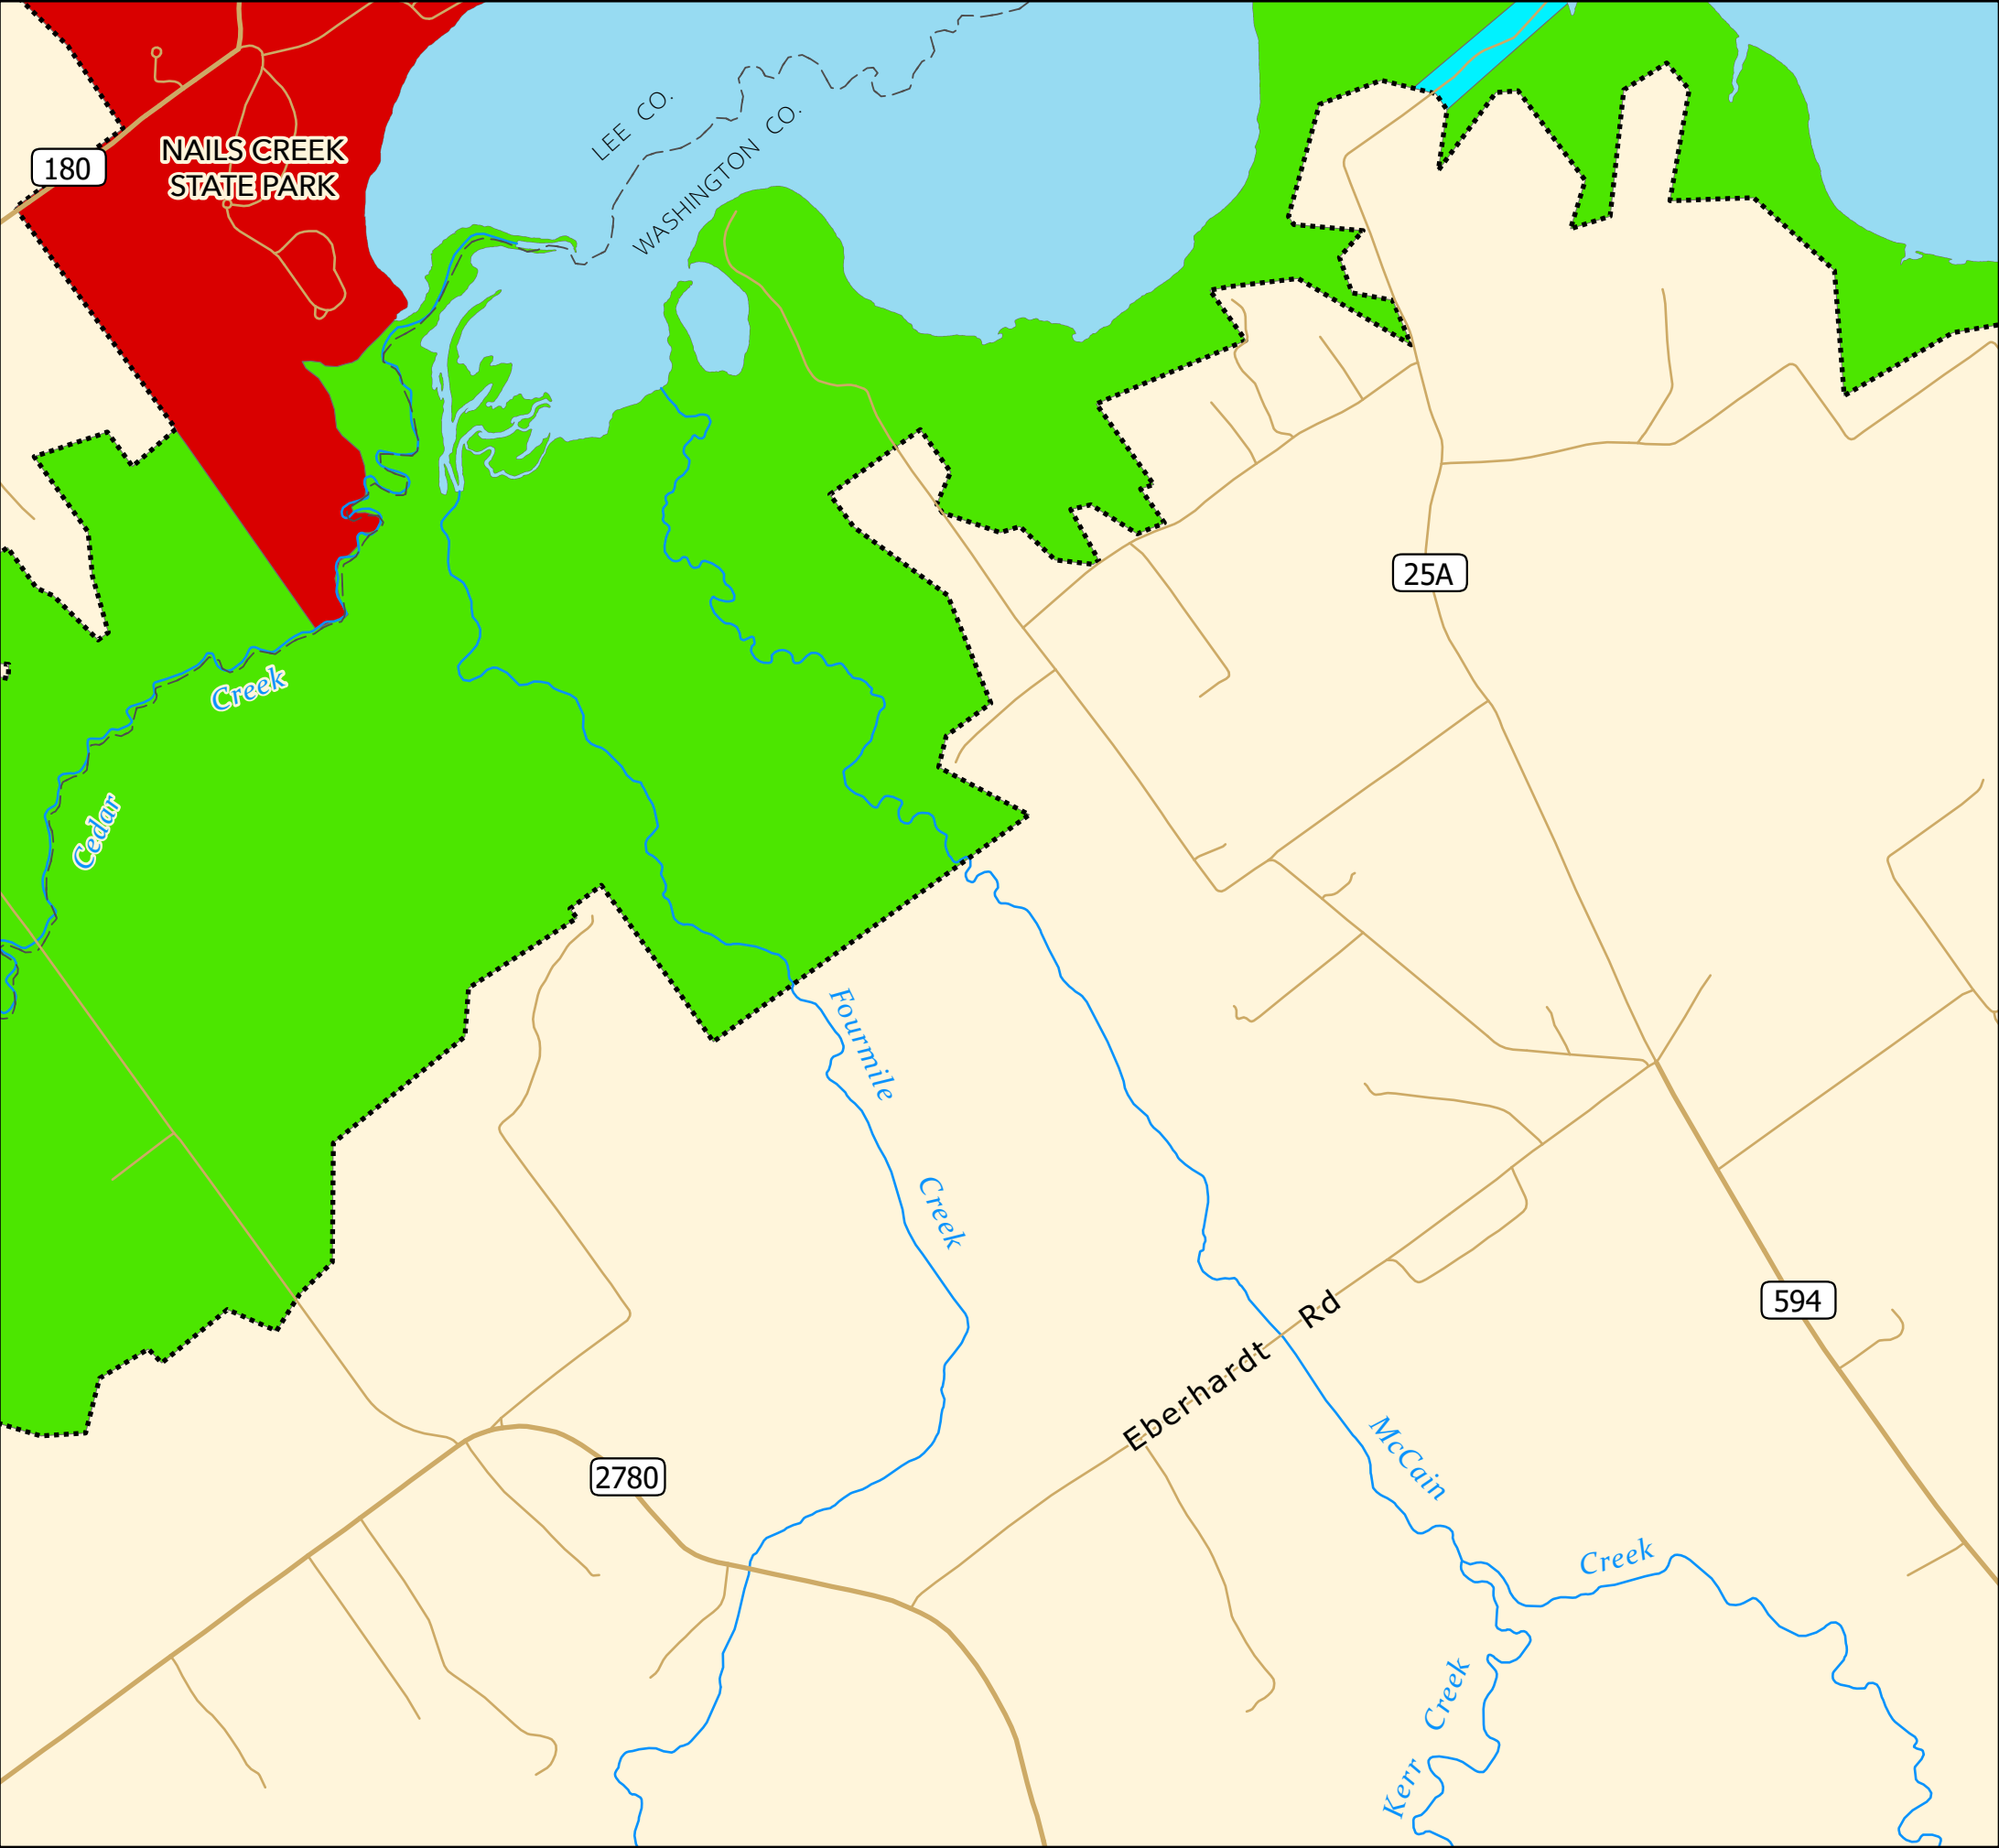 LEE CO.
WASHINGTON CO.
NAILS CREEK
STATE PARK
180
25A
Creek
Cedar
Fourmile
Creek
594
Eberhardt Rd
McCain
2780
Creek
Creek
Kerr